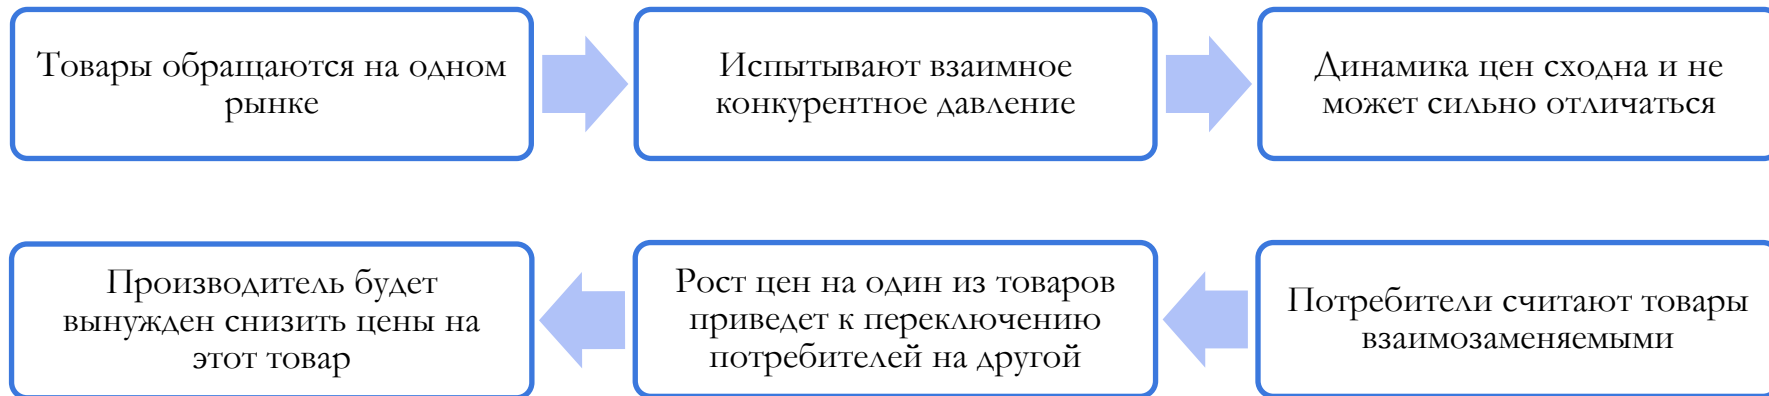 Товары обращаются на одном
рынке
Испытывают взаимное
конкурентное давление
Динамика цен сходна и не
может сильно отличаться
Производитель будет
вынужден снизить цены на
этот товар
Рост цен на один из товаров
приведет к переключению
потребителей на другой
Потребители считают товары
взаимозаменяемыми